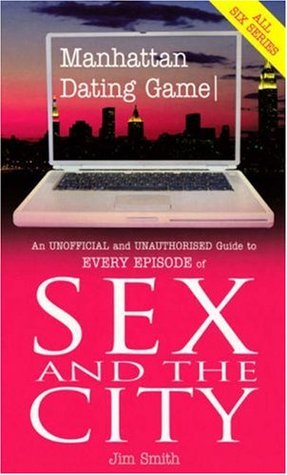 ALL
SIX SERIES
Manhattan
Dating Game|
An UNOFFICIAL and UNAUTHORISED Guide to
EVERY EPISODE of
SEX
AND THE
CITY
Jim Smith